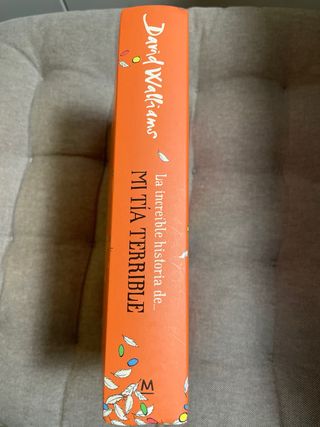 David Walliams
La increíble historia de...
MI TÍA TERRIBLE
M